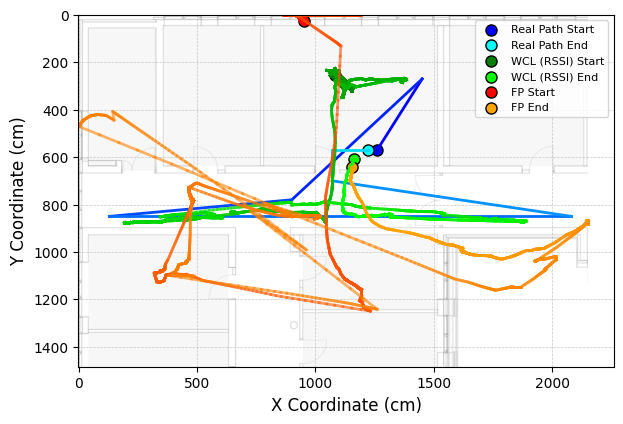 0
200
400
600
800
1000
1200
1400
Y Coordinate (cm)
Real Path Start
Real Path End
WCL (RSSI) Start
WCL (RSSI) End
FP Start
FP End
0 500 1000 1500 2000
X Coordinate (cm)